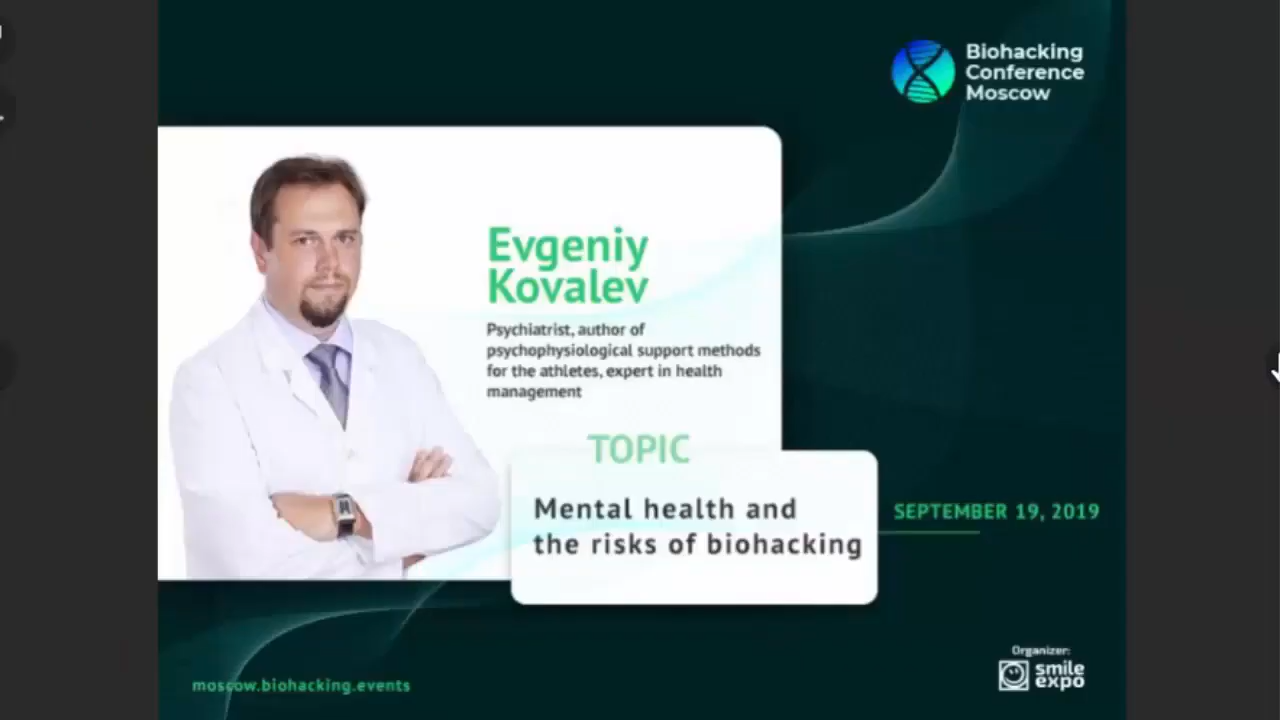 Biohacking
Conference
Moscow
Evgeniy
Kovalev
Psychiatrist, author of
psychophysiological support methods
for the athletes, expert in health
management
TOPIC
Mental health and
the risks of biohacking
SEPTEMBER 19, 2019
moscow.biohacking.events
Organizer:
smile
expo